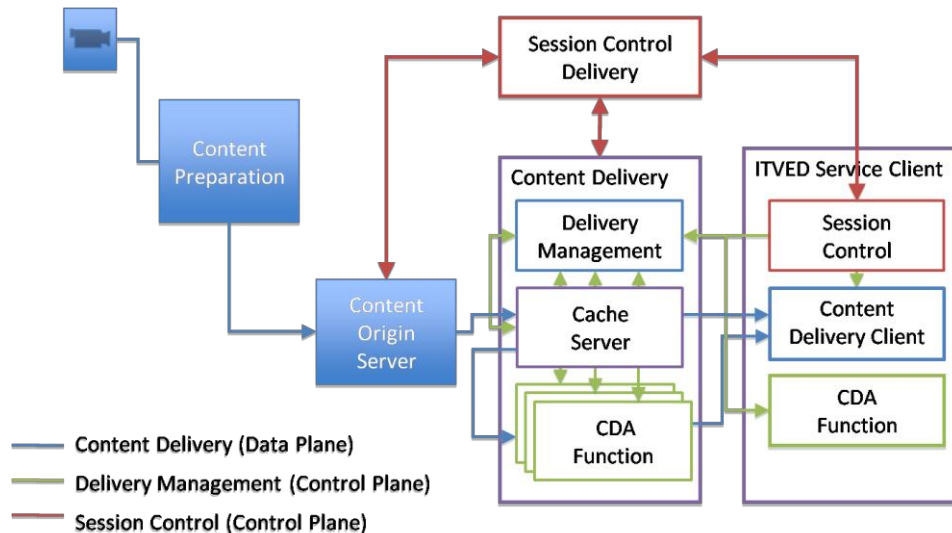 Session Control
Delivery
Content
Preparation
Content Delivery
ITVED Service Client
Delivery
Management
Session
Control
Content
Origin
Server
Cache
Server
Content
Delivery Client
CDA
Function
CDA
Function
Content Delivery (Data Plane)
Delivery Management (Control Plane)
Session Control (Control Plane)